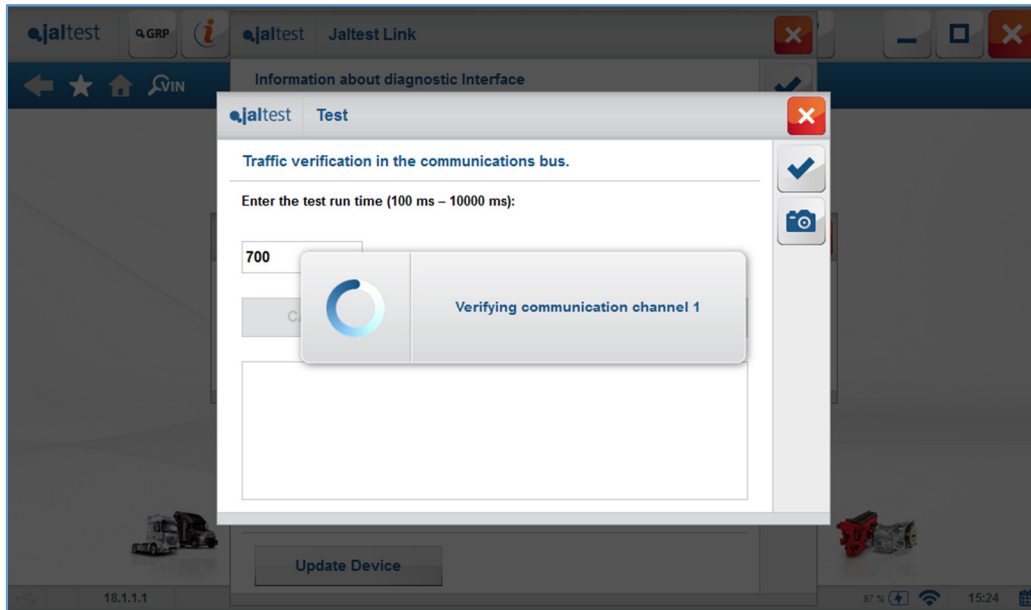 jaltest GRP i jaltest Jaltest Link
VIN Information about diagnostic Interface
jaltest Test
Traffic verification in the communications bus.
Enter the test run time (100 ms – 10000 ms):
700
Verifying communication channel 1
Update Device
18.1.1.1 97 % 15:24